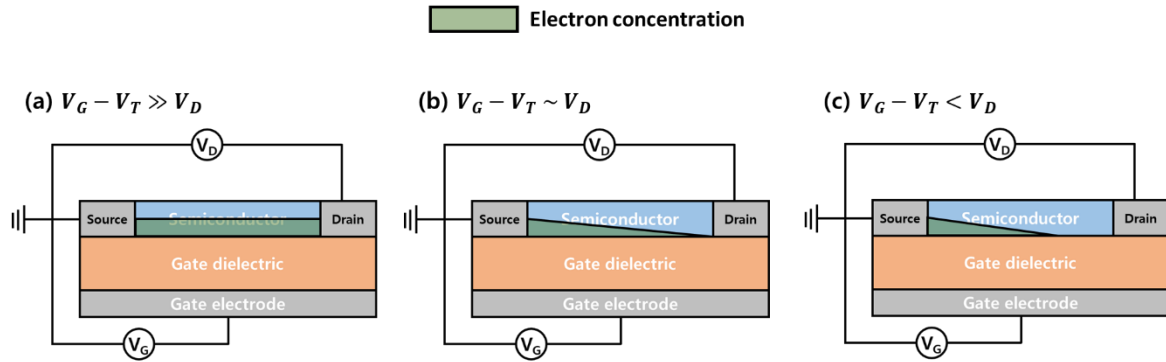 Electron concentration
(a) V_G − V_T ≫ V_D
(b) V_G − V_T ~ V_D
(c) V_G − V_T < V_D
V_D
Source
Semiconductor
Drain
Gate dielectric
Gate electrode
V_G
V_D
Source
Semiconductor
Drain
Gate dielectric
Gate electrode
V_G
V_D
Source
Semiconductor
Drain
Gate dielectric
Gate electrode
V_G